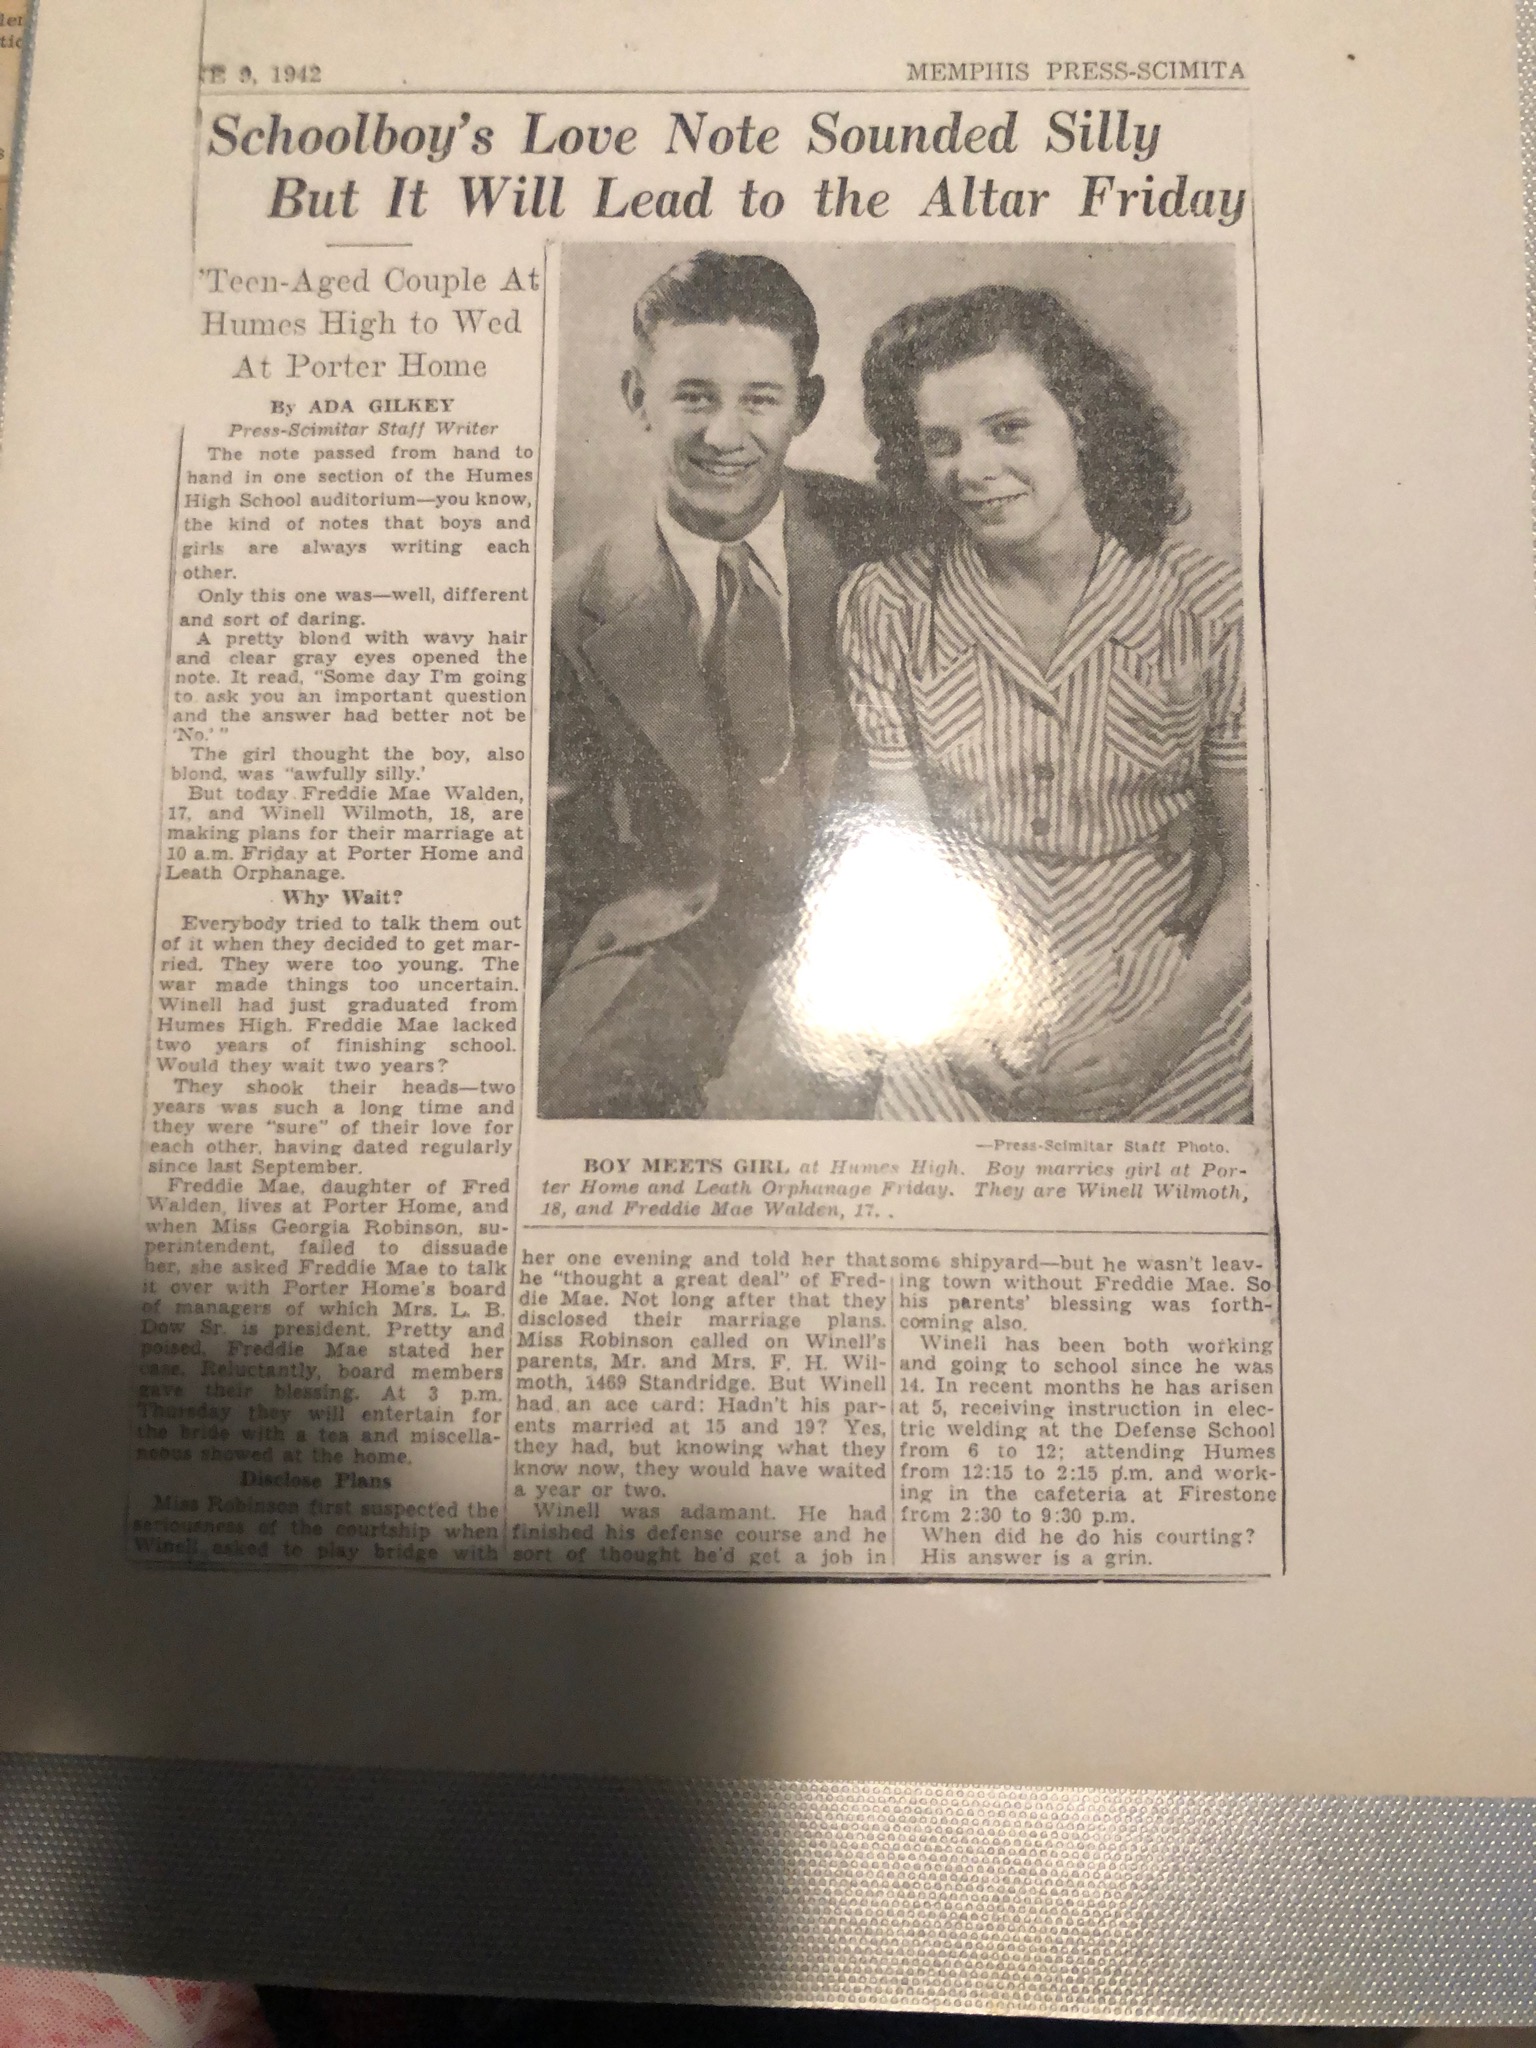 E 9, 1942
MEMPHIS PRESS-SCIMITA
Schoolboy's Love Note Sounded Silly
But It Will Lead to the Altar Friday
'Teen-Aged Couple At
Humes High to Wed
At Porter Home
By ADA GILKEY
Press-Scimitar Staff Writer
The note passed from hand to
hand in one section of the Humes
High School auditorium—you know,
the kind of notes that boys and
girls are always writing each
other.
Only this one was—well, different
and sort of daring.
A pretty blond with wavy hair
and clear gray eyes opened the
note. It read, "Some day I'm going
to ask you an important question
and the answer had better not be
'No.' "
The girl thought the boy, also
blond, was "awfully silly.'
But today Freddie Mae Walden,
17, and Winell Wilmoth, 18, are
making plans for their marriage at
10 a.m. Friday at Porter Home and
Leath Orphanage.
Why Wait?
Everybody tried to talk them out
of it when they decided to get mar-
ried. They were too young. The
war made things too uncertain.
Winell had just graduated from
Humes High. Freddie Mae lacked
two years of finishing school.
Would they wait two years?
They shook their heads—two
years was such a long time and
they were "sure" of their love for
each other, having dated regularly
since last September.
Freddie Mae, daughter of Fred
Walden, lives at Porter Home, and
when Miss Georgia Robinson, su-
perintendent, failed to dissuade
her, she asked Freddie Mae to talk
it over with Porter Home's board
of managers of which Mrs. L. B.
Dow Sr. is president. Pretty and
poised, Freddie Mae stated her
case. Reluctantly, board members
gave their blessing. At 3 p.m.
Thursday they will entertain for
the bride with a tea and miscella-
neous showed at the home.
Disclose Plans
Miss Robinson first suspected the
seriousness of the courtship when
Winell asked to play bridge with
—Press-Scimitar Staff Photo.
BOY MEETS GIRL at Humes High. Boy marries girl at Por-
ter Home and Leath Orphanage Friday. They are Winell Wilmoth,
18, and Freddie Mae Walden, 17. .
her one evening and told her that
he "thought a great deal" of Fred-
die Mae. Not long after that they
disclosed their marriage plans.
Miss Robinson called on Winell's
parents, Mr. and Mrs. F. H. Wil-
moth, 1469 Standridge. But Winell
had an ace card: Hadn't his par-
ents married at 15 and 19? Yes,
they had, but knowing what they
know now, they would have waited
a year or two.
Winell was adamant. He had
finished his defense course and he
sort of thought he'd get a job in
some shipyard—but he wasn't leav-
ing town without Freddie Mae. So
his parents' blessing was forth-
coming also.
Winell has been both working
and going to school since he was
14. In recent months he has arisen
at 5, receiving instruction in elec-
tric welding at the Defense School
from 6 to 12; attending Humes
from 12:15 to 2:15 p.m. and work-
ing in the cafeteria at Firestone
from 2:30 to 9:30 p.m.
When did he do his courting?
His answer is a grin.